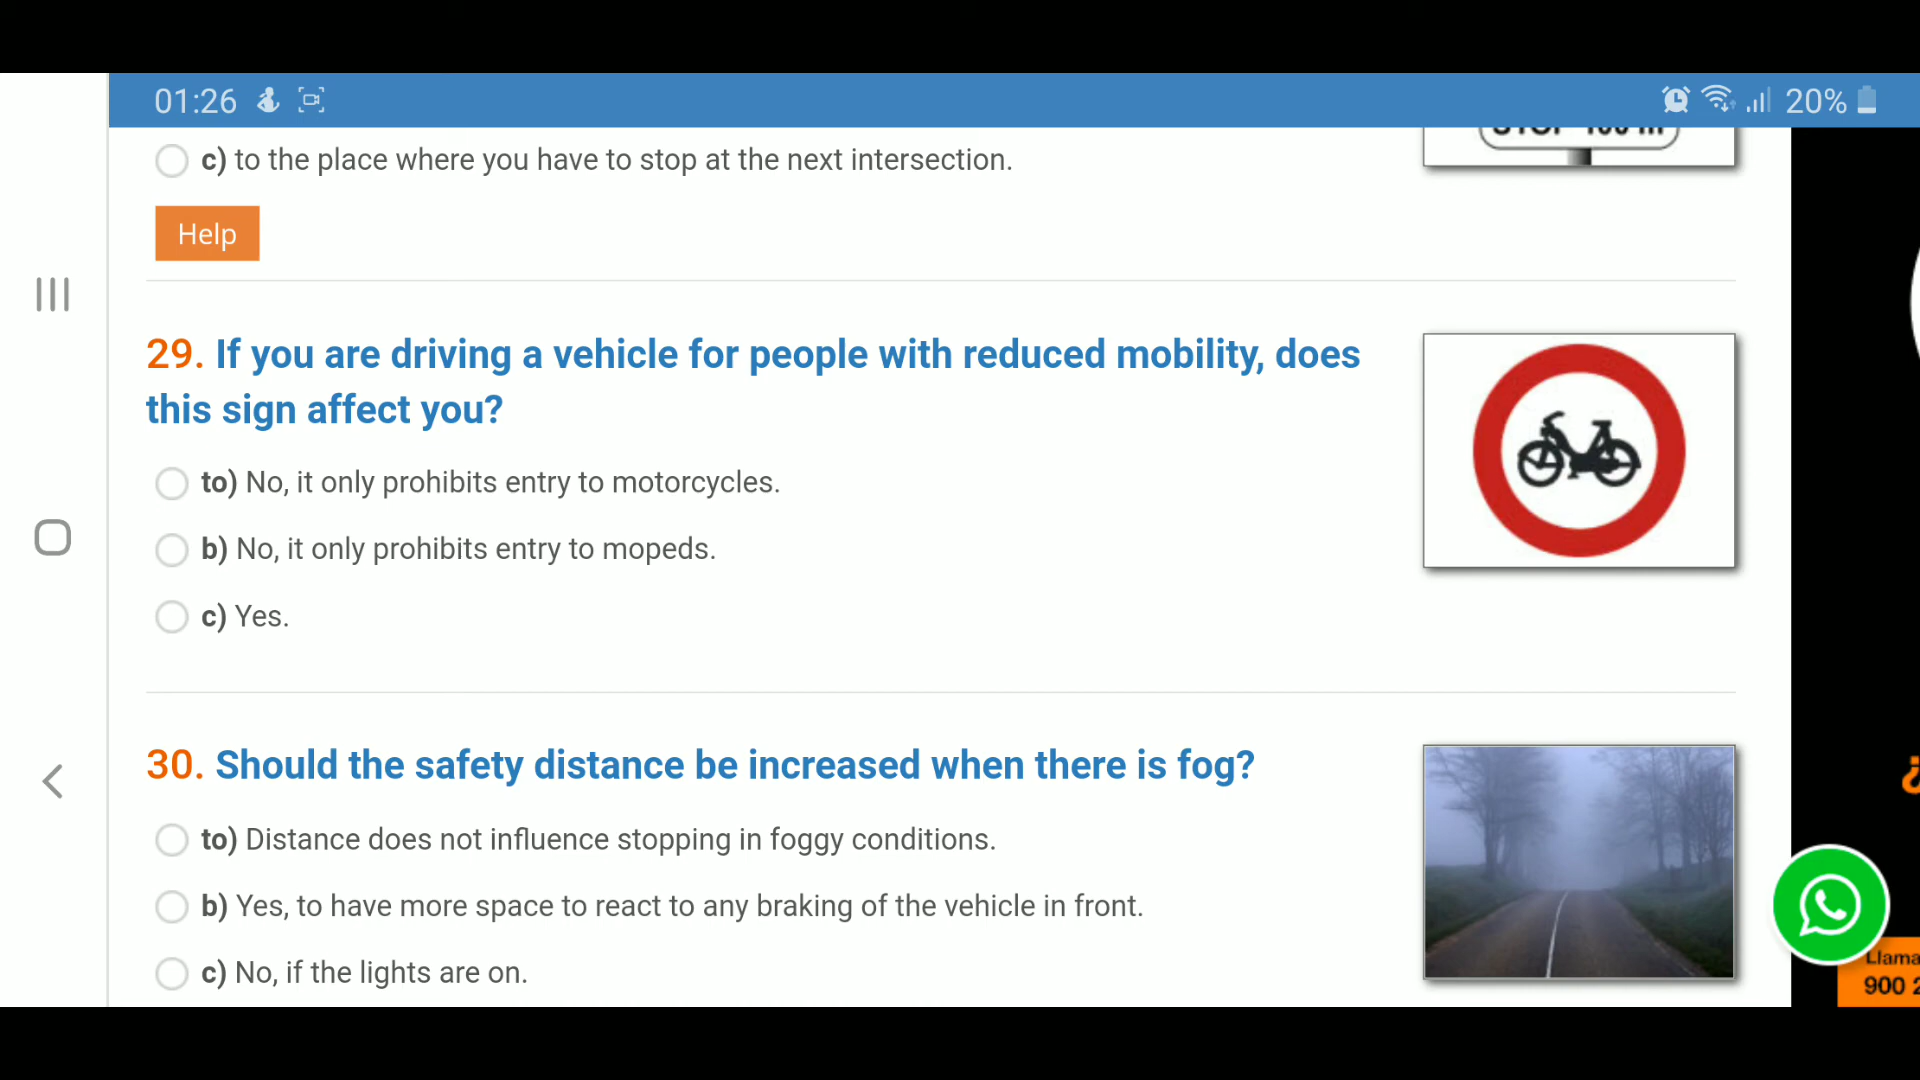 01:26
20%
c) to the place where you have to stop at the next intersection.
Help
29. If you are driving a vehicle for people with reduced mobility, does
this sign affect you?
to) No, it only prohibits entry to motorcycles.
b) No, it only prohibits entry to mopeds.
c) Yes.
30. Should the safety distance be increased when there is fog?
to) Distance does not influence stopping in foggy conditions.
b) Yes, to have more space to react to any braking of the vehicle in front.
c) No, if the lights are on.
¿
Llama
900 2